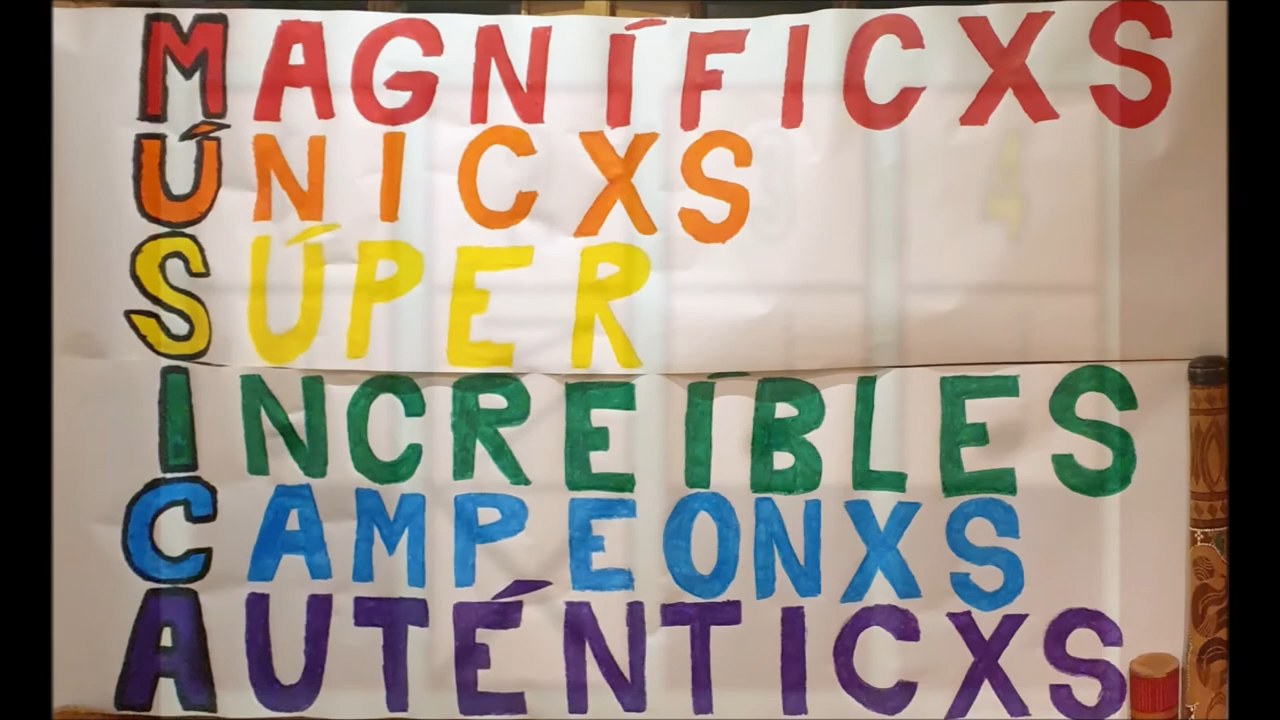 MAGNÍFICXS
ÚNICXS
SÚPER
INCREÍBLES
CAMPEONXS
AUTÉNTICXS